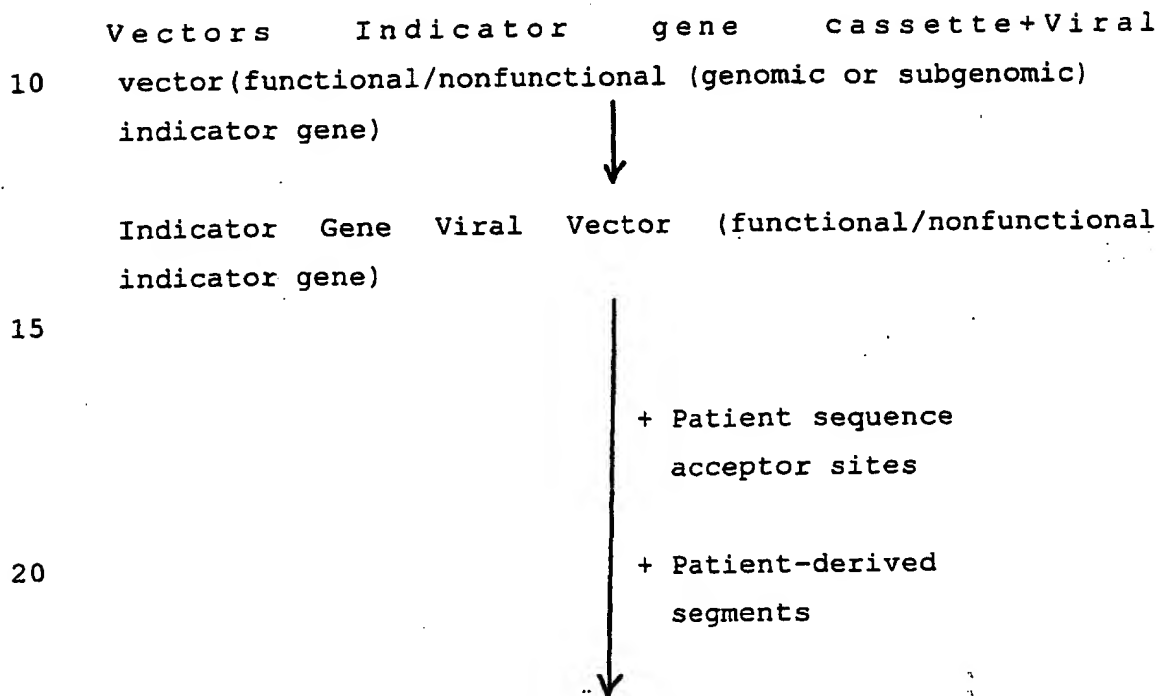 Vectors Indicator gene cassette+Viral
10 vector(functional/nonfunctional (genomic or subgenomic)
indicator gene)
Indicator Gene Viral Vector (functional/nonfunctional
indicator gene)
15
+ Patient sequence
acceptor sites
20 + Patient-derived
segments